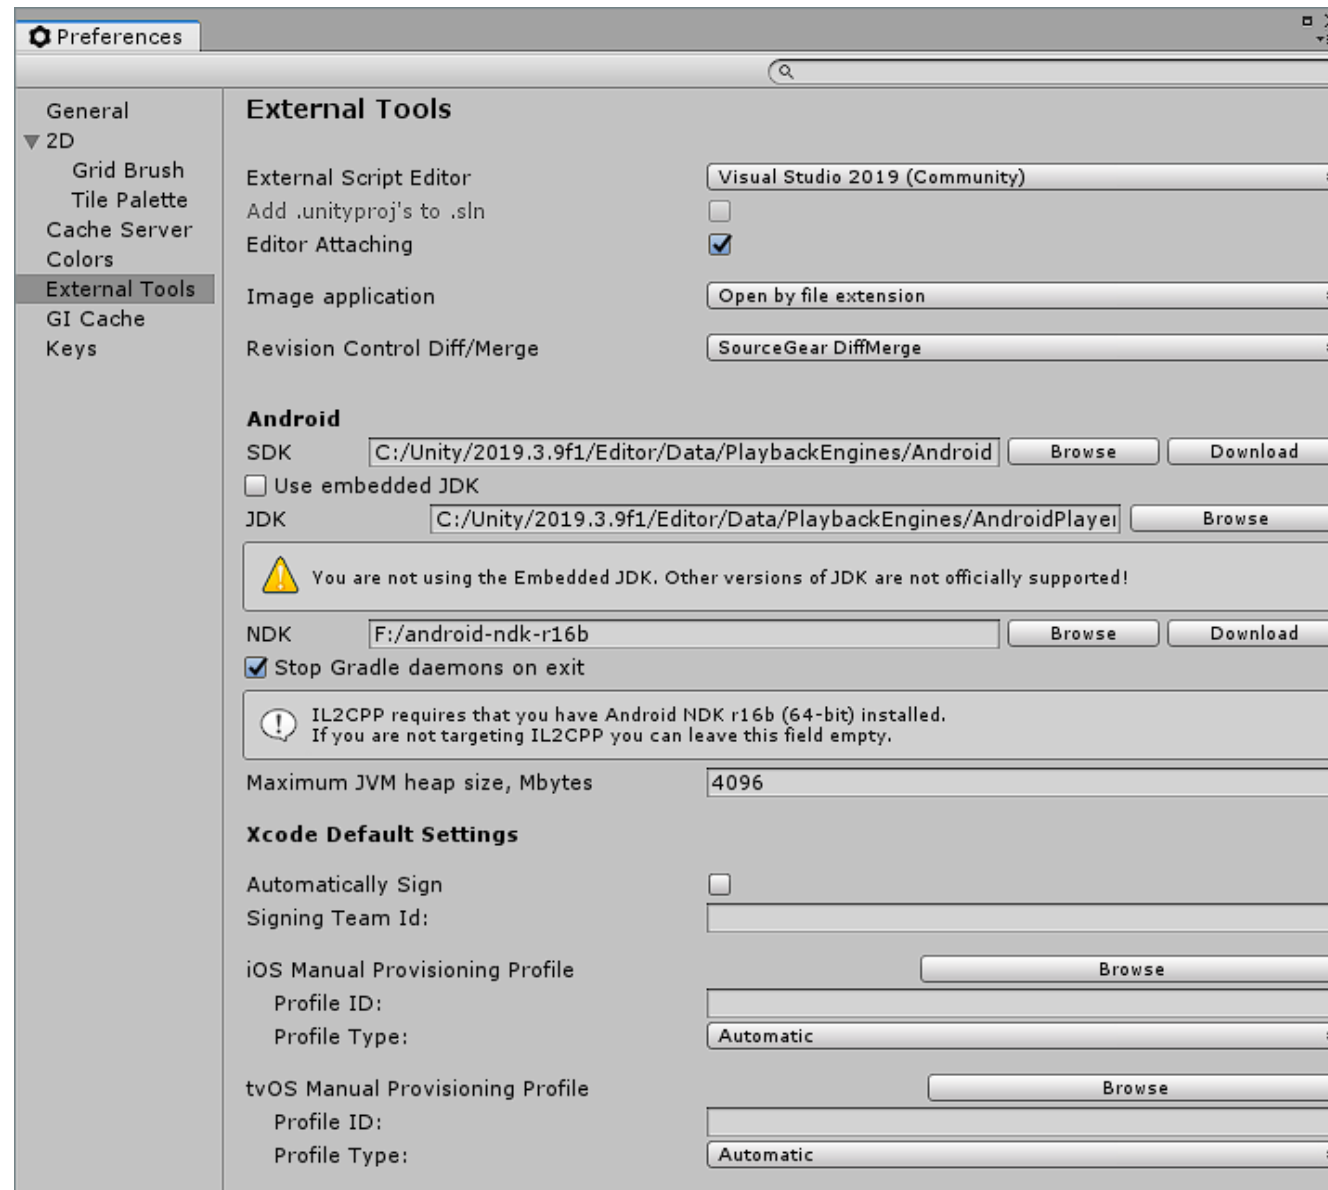 Preferences
General
2D
Grid Brush
Tile Palette
Cache Server
Colors
External Tools
GI Cache
Keys
External Tools
External Script Editor Visual Studio 2019 (Community)
Add .unityproj's to .sln
Editor Attaching
Image application Open by file extension
Revision Control Diff/Merge SourceGear DiffMerge
Android
SDK C:/Unity/2019.3.9f1/Editor/Data/PlaybackEngines/Android Browse Download
Use embedded JDK
JDK C:/Unity/2019.3.9f1/Editor/Data/PlaybackEngines/AndroidPlayer Browse
You are not using the Embedded JDK. Other versions of JDK are not officially supported!
NDK F:/android-ndk-r16b Browse Download
Stop Gradle daemons on exit
IL2CPP requires that you have Android NDK r16b (64-bit) installed.
If you are not targeting IL2CPP you can leave this field empty.
Maximum JVM heap size, Mbytes 4096
Xcode Default Settings
Automatically Sign
Signing Team Id:
iOS Manual Provisioning Profile Browse
Profile ID:
Profile Type: Automatic
tvOS Manual Provisioning Profile Browse
Profile ID:
Profile Type: Automatic